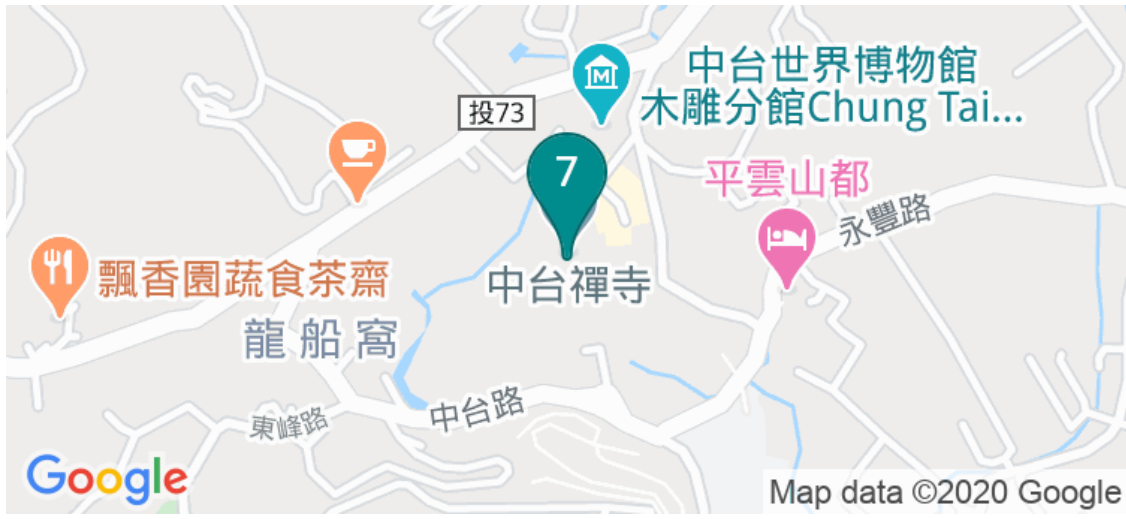 中台世界博物館
木雕分館Chung Tai...
投73
7
平雲山都
永豐路
飄香園蔬食茶齋
中台禪寺
龍船窩
中台路
東峰路
Google
Map data ©2020 Google